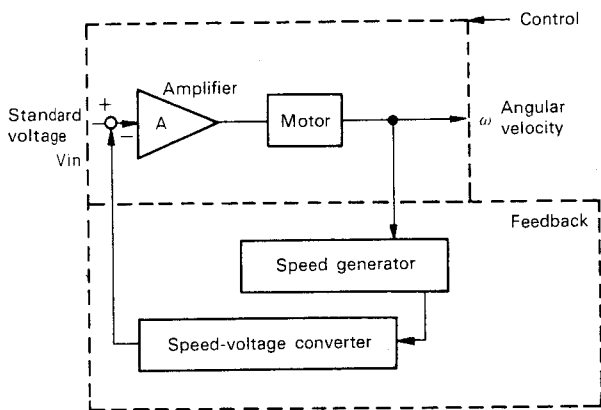 Control
Amplifier
+
Standard
voltage
Vin
−
A
Motor
ω
Angular
velocity
Feedback
Speed generator
Speed-voltage converter